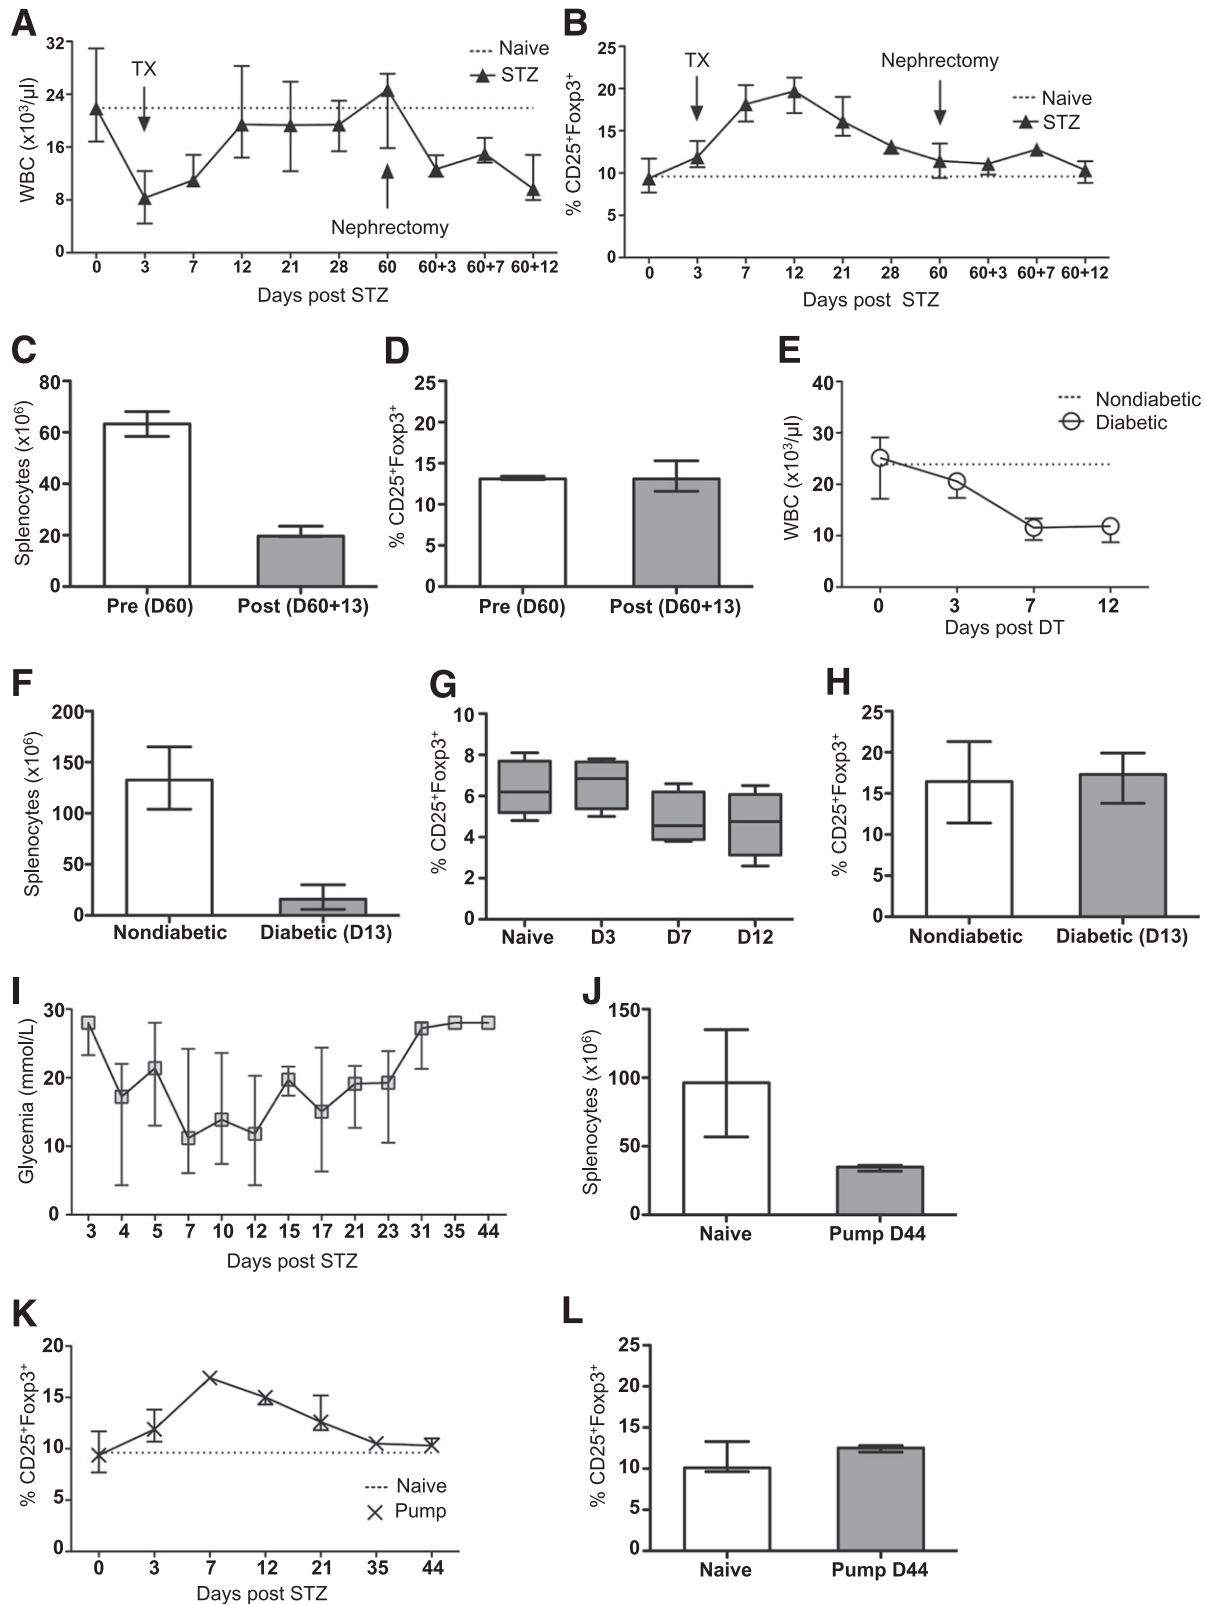 A
WBC (x10³/µl)
32
24
16
8
0
TX
Naive
STZ
Nephrectomy
0 3 7 12 21 28 60 60+3 60+7 60+12
Days post STZ
B
% CD25⁺Foxp3⁺
25
20
15
10
5
0
TX
Nephrectomy
Naive
STZ
0 3 7 12 21 28 60 60+3 60+7 60+12
Days post STZ
C
Splenocytes (x10⁶)
80
60
40
20
0
Pre (D60) Post (D60+13)
D
% CD25⁺Foxp3⁺
25
20
15
10
5
0
Pre (D60) Post (D60+13)
E
WBC (x10³/µl)
40
30
20
10
0
Nondiabetic
Diabetic
0 3 7 12
Days post DT
F
Splenocytes (x10⁶)
200
150
100
50
0
Nondiabetic Diabetic (D13)
G
% CD25⁺Foxp3⁺
10
8
6
4
2
0
Naive D3 D7 D12
H
% CD25⁺Foxp3⁺
25
20
15
10
5
0
Nondiabetic Diabetic (D13)
I
Glycemia (mmol/L)
30
20
10
0
3 4 5 7 10 12 15 17 21 23 31 35 44
Days post STZ
J
Splenocytes (x10⁶)
150
100
50
0
Naive Pump D44
K
% CD25⁺Foxp3⁺
20
15
10
5
0
Naive
Pump
0 3 7 12 21 35 44
Days post STZ
L
% CD25⁺Foxp3⁺
25
20
15
10
5
0
Naive Pump D44